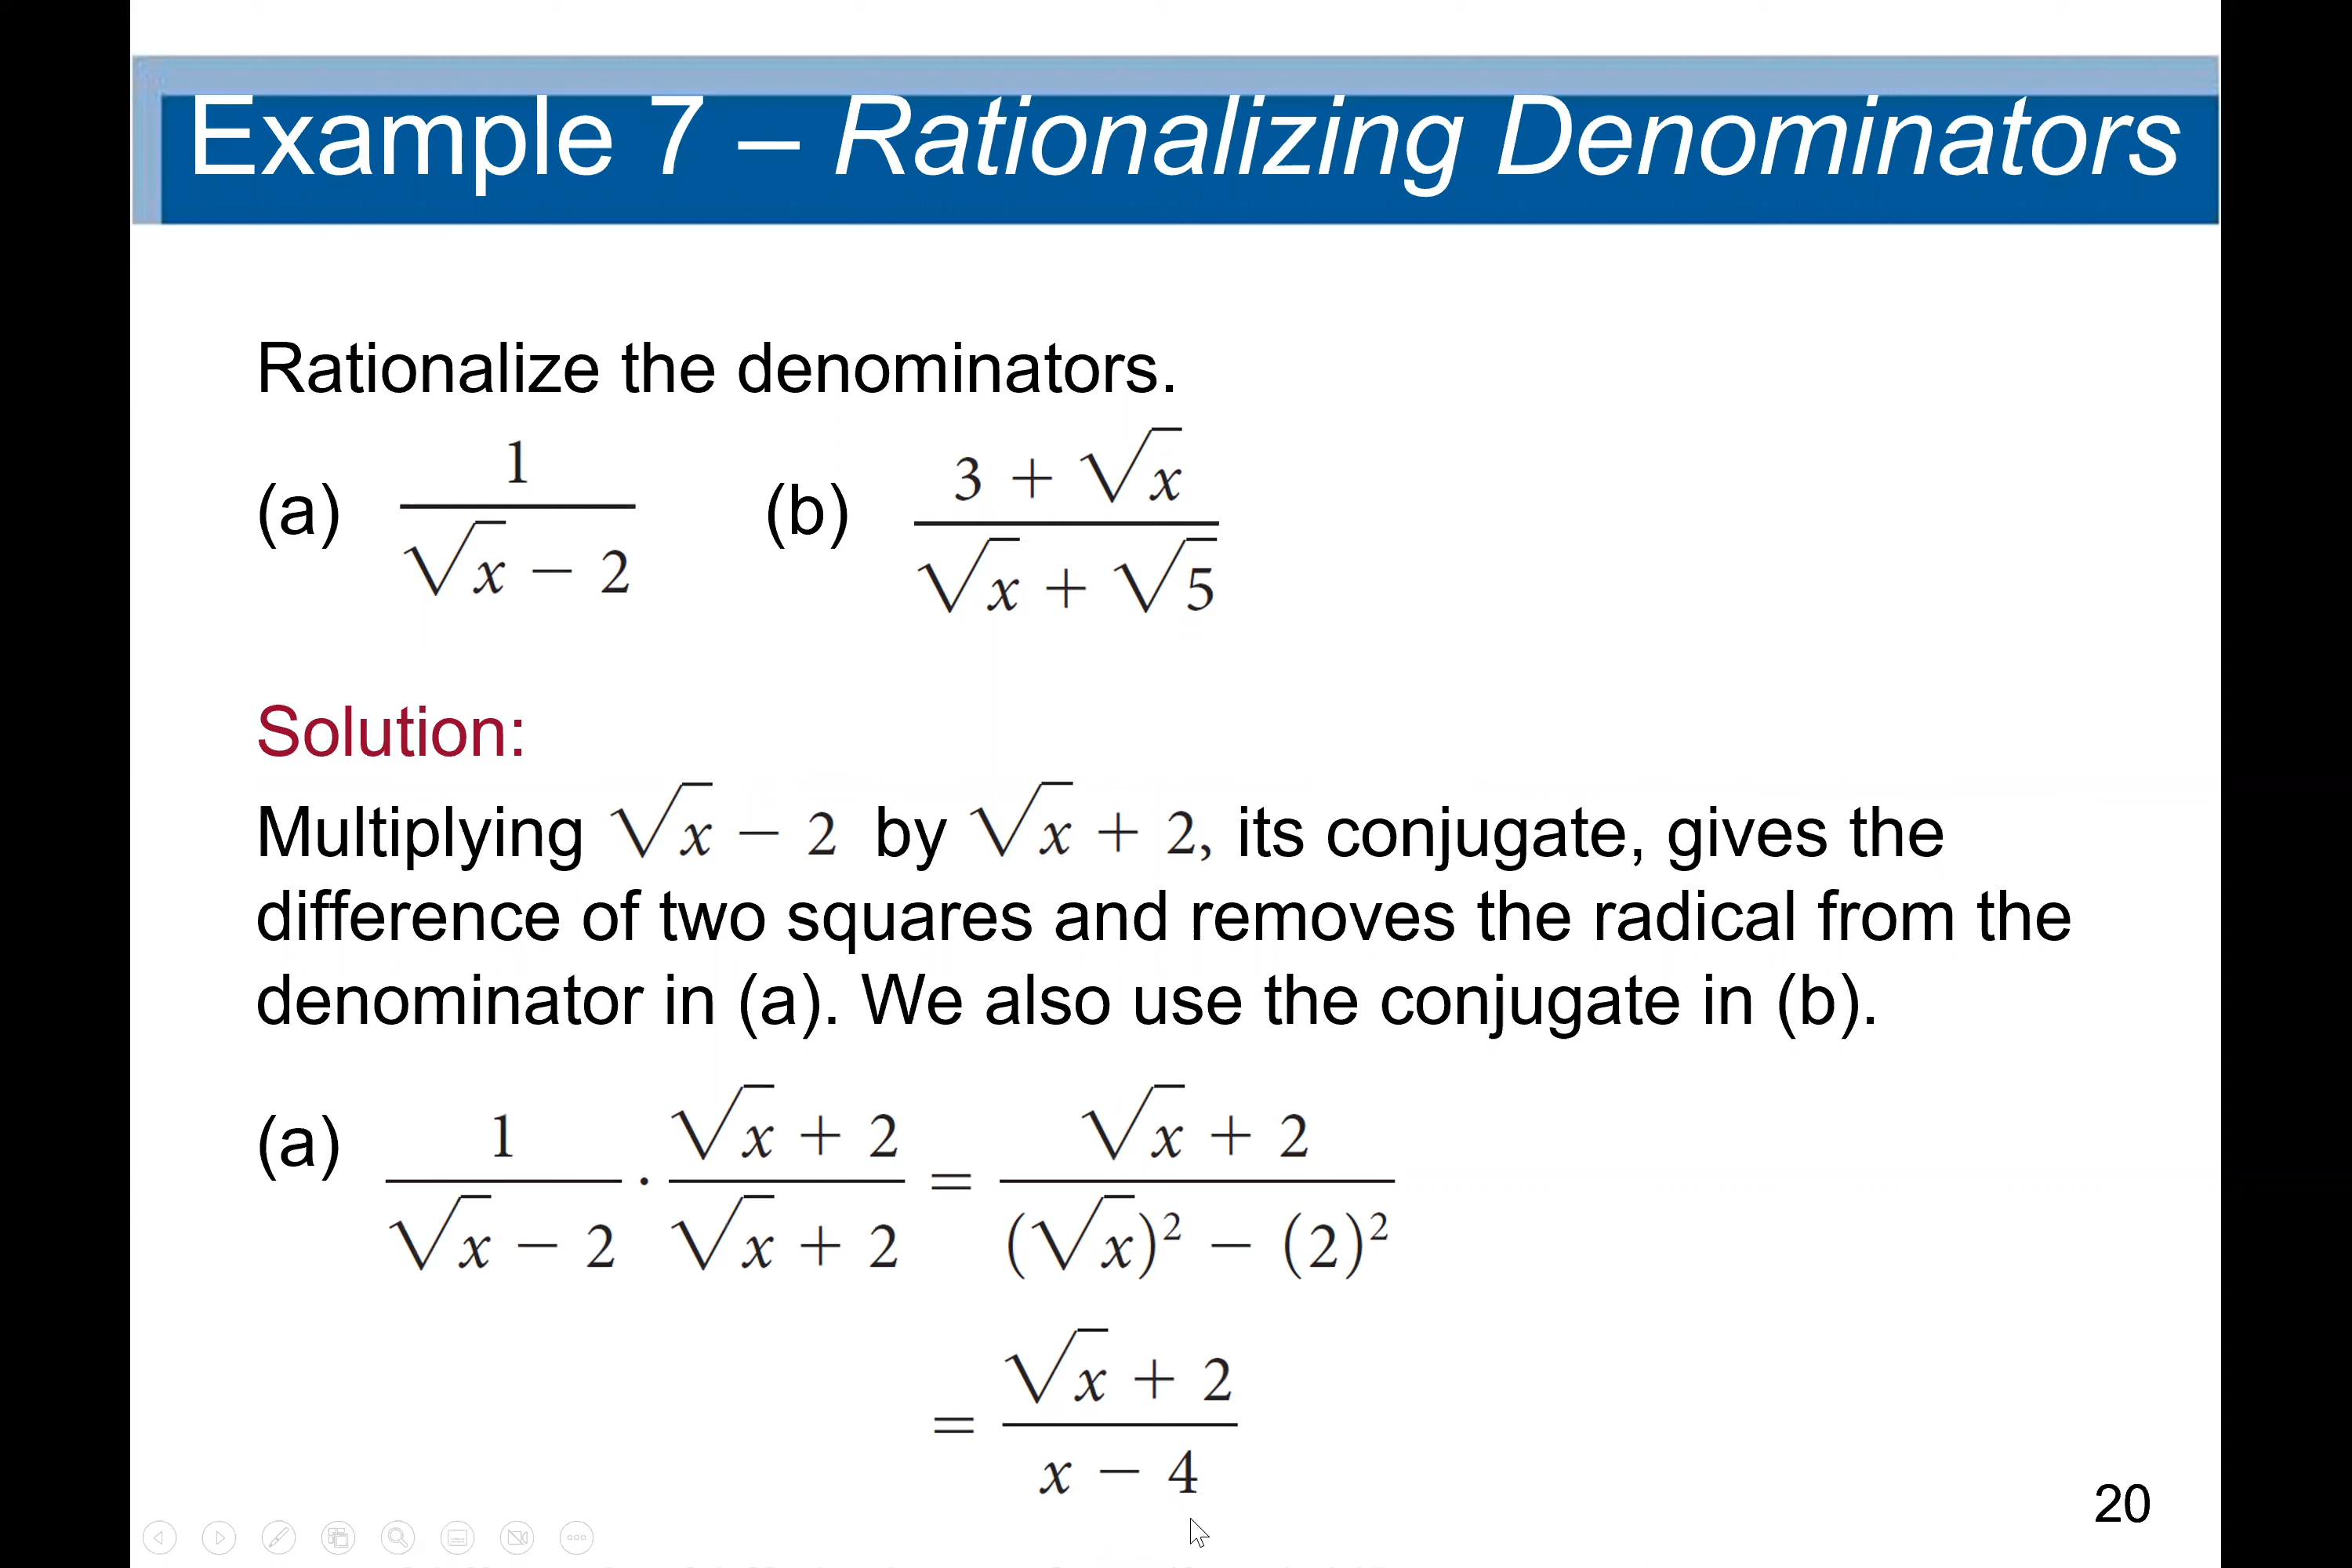 Example 7 – Rationalizing Denominators
Rationalize the denominators.
(a) 1 / (√x − 2) (b) (3 + √x) / (√x + √5)
Solution:
Multiplying √x − 2 by √x + 2, its conjugate, gives the
difference of two squares and removes the radical from the
denominator in (a). We also use the conjugate in (b).
(a) 1 / (√x − 2) · (√x + 2) / (√x + 2) = (√x + 2) / ((√x)² − (2)²)
= (√x + 2) / (x − 4)
20